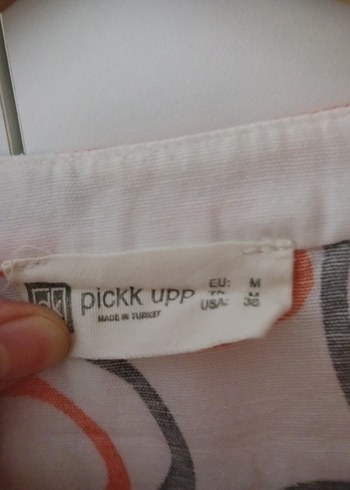 pickk upp
MADE IN TURKEY
EU: M
USA: 38